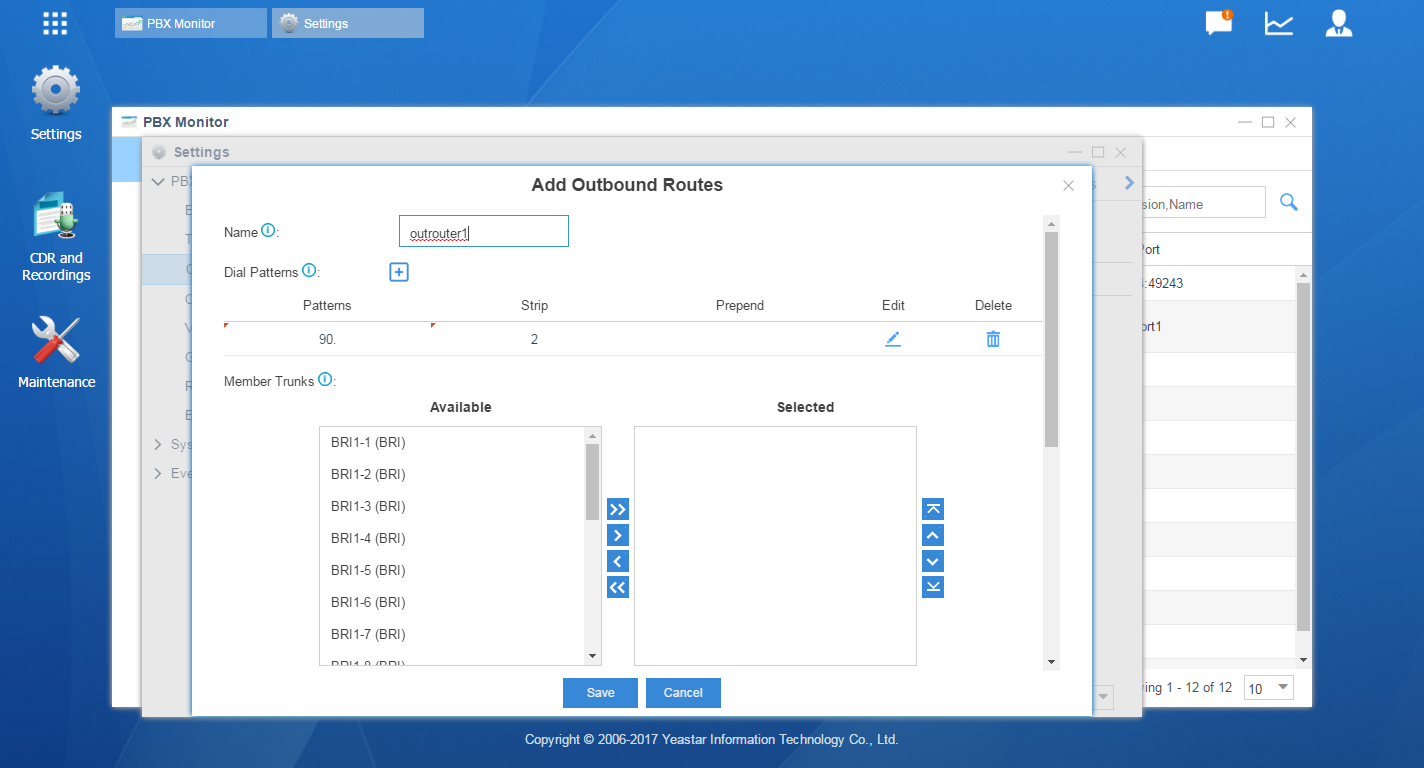 PBX Monitor
Settings
Settings
CDR and
Recordings
Maintenance
PBX Monitor
Settings
PBX
Sys
Eve
sion,Name
Port
:49243
ort1
Add Outbound Routes
Name :
outrouter1
Dial Patterns :
Patterns Strip Prepend Edit Delete
90. 2
Member Trunks :
Available Selected
BRI1-1 (BRI)
BRI1-2 (BRI)
BRI1-3 (BRI)
BRI1-4 (BRI)
BRI1-5 (BRI)
BRI1-6 (BRI)
BRI1-7 (BRI)
BRI1-8 (BRI)
Save Cancel
ing 1 - 12 of 12 10
Copyright © 2006-2017 Yeastar Information Technology Co., Ltd.